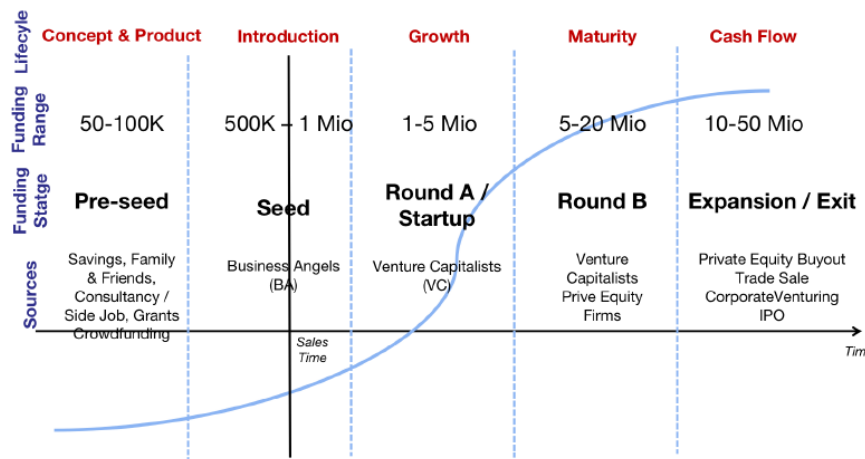 Lifecyle
Concept & Product
Introduction
Growth
Maturity
Cash Flow
Funding
Range
50-100K
500K – 1 Mio
1-5 Mio
5-20 Mio
10-50 Mio
Funding
Statge
Pre-seed
Seed
Round A /
Startup
Round B
Expansion / Exit
Sources
Savings, Family
& Friends,
Consultancy /
Side Job, Grants
Crowdfunding
Business Angels
(BA)
Venture Capitalists
(VC)
Venture
Capitalists
Prive Equity
Firms
Private Equity Buyout
Trade Sale
CorporateVenturing
IPO
Sales
Time
Tim